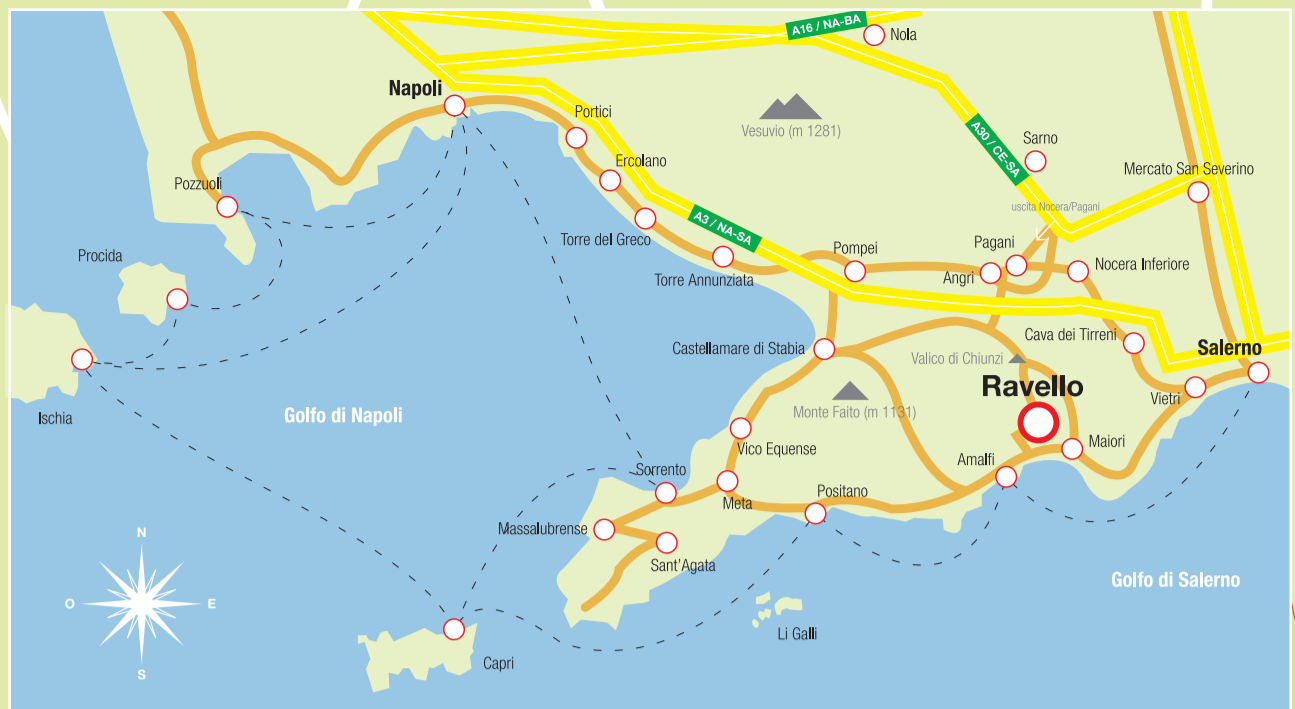 A16 / NA-BA
Nola
Napoli
Portici
Vesuvio (m 1281)
A30 / CE-SA
Sarno
Mercato San Severino
Ercolano
Pozzuoli
uscita Nocera/Pagani
A3 / NA-SA
Torre del Greco
Procida
Pompei
Pagani
Nocera Inferiore
Torre Annunziata
Angri
Cava dei Tirreni
Castellamare di Stabia
Valico di Chiunzi
Salerno
Ravello
Vietri
Ischia
Golfo di Napoli
Monte Faito (m 1131)
Maiori
Vico Equense
Amalfi
Sorrento
Positano
Meta
Massalubrense
N
Sant'Agata
Golfo di Salerno
O
E
Li Galli
Capri
S